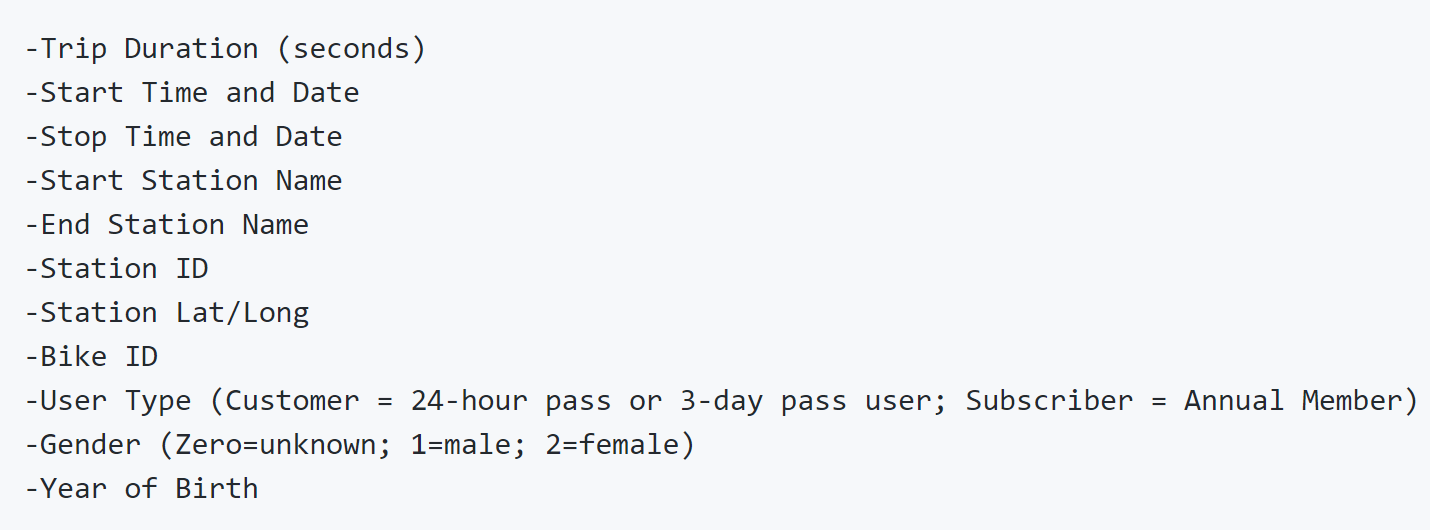 -Trip Duration (seconds)
-Start Time and Date
-Stop Time and Date
-Start Station Name
-End Station Name
-Station ID
-Station Lat/Long
-Bike ID
-User Type (Customer = 24-hour pass or 3-day pass user; Subscriber = Annual Member)
-Gender (Zero=unknown; 1=male; 2=female)
-Year of Birth